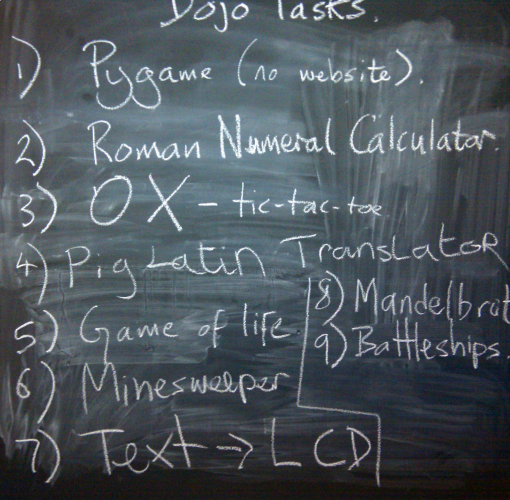 Dojo Tasks.
1) Pygame (no website).
2) Roman Numeral Calculator.
3) OX - tic-tac-toe
4) Pig Latin Translator
5) Game of life
6) Minesweeper
7) Text -> LCD
8) Mandelbrot
9) Battleships.